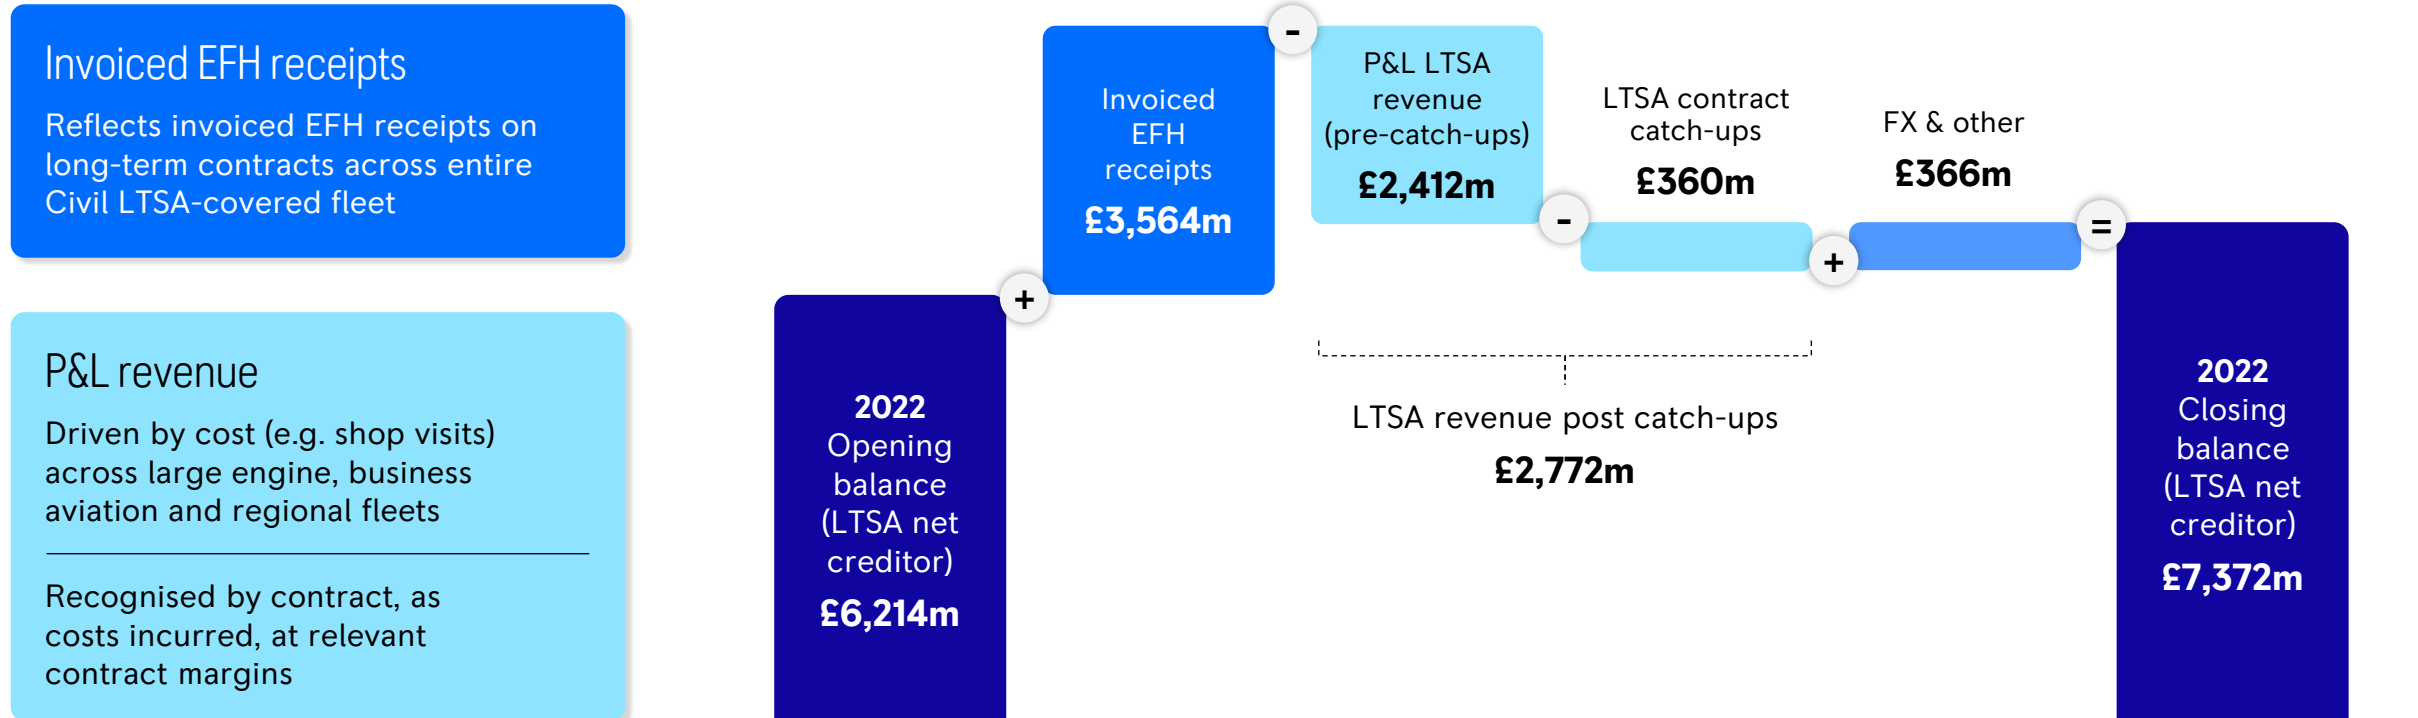 Invoiced EFH receipts
Reflects invoiced EFH receipts on
long-term contracts across entire
Civil LTSA-covered fleet
P&L revenue
Driven by cost (e.g. shop visits)
across large engine, business
aviation and regional fleets
Recognised by contract, as
costs incurred, at relevant
contract margins
2022
Opening
balance
(LTSA net
creditor)
£6,214m
+
Invoiced
EFH
receipts
£3,564m
-
P&L LTSA
revenue
(pre-catch-ups)
£2,412m
-
LTSA contract
catch-ups
£360m
+
FX & other
£366m
=
LTSA revenue post catch-ups
£2,772m
2022
Closing
balance
(LTSA net
creditor)
£7,372m